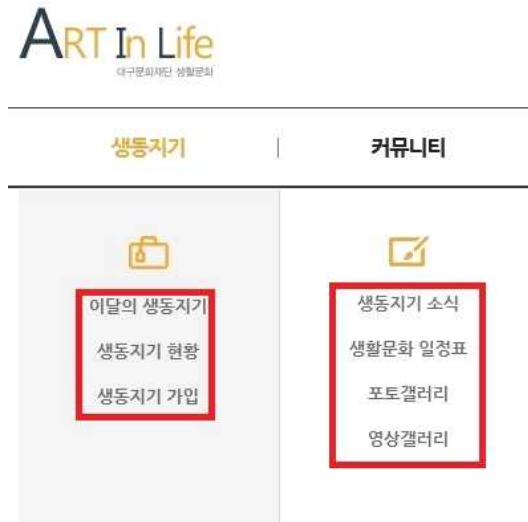 ART In Life
대구문화재단 생활문화
생동지기 | 커뮤니티
이달의 생동지기
생동지기 현황
생동지기 가입
생동지기 소식
생활문화 일정표
포토갤러리
영상갤러리